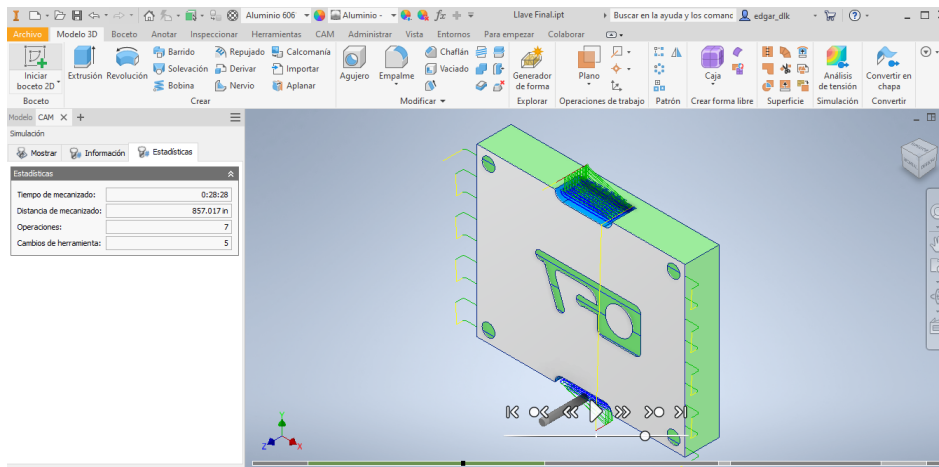 Aluminio 606 Aluminio - fx Llave Final.ipt Buscar en la ayuda y los comanc edgar_dlk
Archivo Modelo 3D Boceto Anotar Inspeccionar Herramientas CAM Administrar Vista Entornos Para empezar Colaborar
Iniciar boceto 2D
Extrusión Revolución
Barrido Repujado Calcomanía
Solevación Derivar Importar
Bobina Nervio Aplanar
Agujero Empalme
Chaflán
Vaciado
Generador de forma
Plano
Caja
Análisis de tensión
Convertir en chapa
Boceto Crear Modificar Explorar Operaciones de trabajo Patrón Crear forma libre Superficie Simulación Convertir
Modelo CAM
Simulación
Mostrar Información Estadísticas
Estadísticas
Tiempo de mecanizado: 0:28:28
Distancia de mecanizado: 857.017 in
Operaciones: 7
Cambios de herramienta: 5
Y
Z X